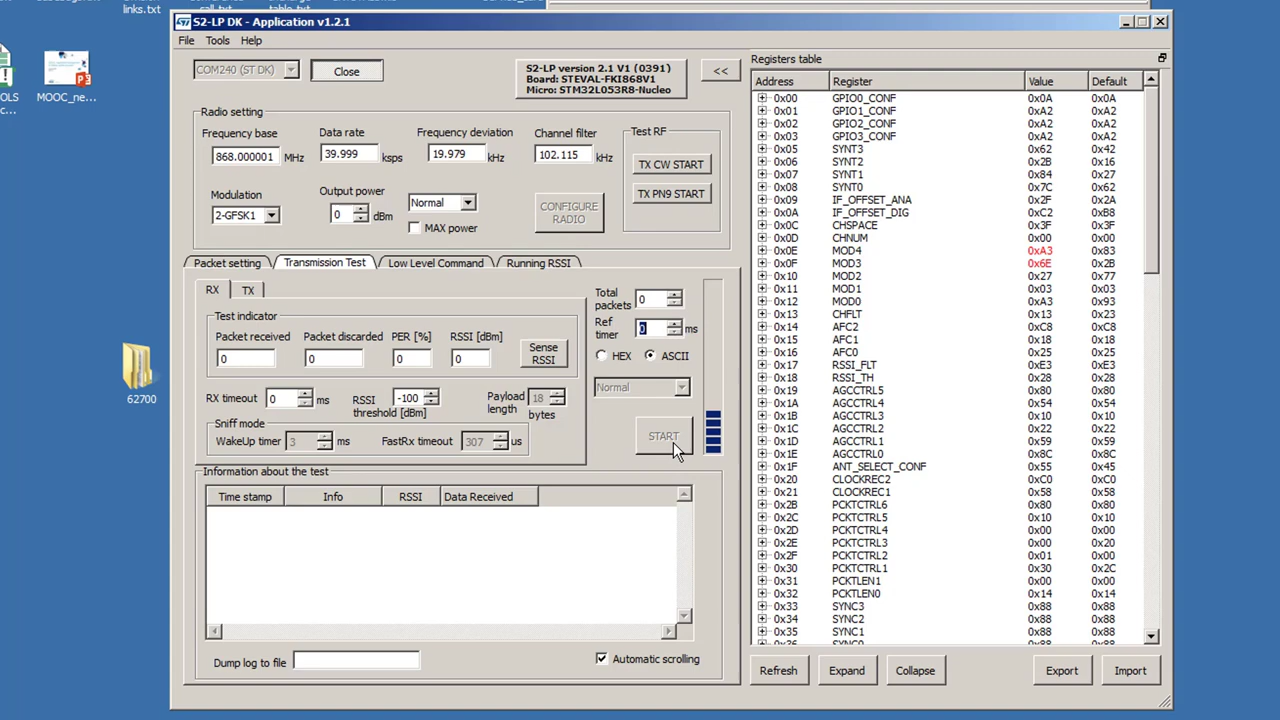 links.txt
call.txt
table.txt
S2-LP DK - Application v1.2.1
File Tools Help
MOOC_ne...
OLS
c...
62700
COM240 (ST DK)
Close
S2-LP version 2.1 V1 (0391)
Board: STEVAL-FKI868V1
Micro: STM32L053R8-Nucleo
<<
Radio setting
Frequency base
868.000001 MHz
Data rate
39.999 ksps
Frequency deviation
19.979 kHz
Channel filter
102.115 kHz
Modulation
2-GFSK1
Output power
0 dBm
Normal
MAX power
CONFIGURE
RADIO
Test RF
TX CW START
TX PN9 START
Packet setting Transmission Test Low Level Command Running RSSI
RX TX
Test indicator
Packet received
0
Packet discarded
0
PER [%]
0
RSSI [dBm]
0
Sense
RSSI
RX timeout 0 ms
RSSI
threshold [dBm]
-100
Payload
length
18
bytes
Sniff mode
WakeUp timer 3 ms FastRx timeout 307 us
Total
packets
0
Ref
timer
0 ms
HEX ASCII
Normal
START
Information about the test
Time stamp Info RSSI Data Received
Dump log to file
Automatic scrolling
Registers table
Address Register Value Default
0x00 GPIO0_CONF 0x0A 0x0A
0x01 GPIO1_CONF 0xA2 0xA2
0x02 GPIO2_CONF 0xA2 0xA2
0x03 GPIO3_CONF 0xA2 0xA2
0x05 SYNT3 0x62 0x42
0x06 SYNT2 0x2B 0x16
0x07 SYNT1 0x84 0x27
0x08 SYNT0 0x7C 0x62
0x09 IF_OFFSET_ANA 0x2F 0x2A
0x0A IF_OFFSET_DIG 0xC2 0xB8
0x0C CHSPACE 0x3F 0x3F
0x0D CHNUM 0x00 0x00
0x0E MOD4 0xA3 0x83
0x0F MOD3 0x6E 0x2B
0x10 MOD2 0x27 0x77
0x11 MOD1 0x03 0x03
0x12 MOD0 0xA3 0x93
0x13 CHFLT 0x13 0x23
0x14 AFC2 0xC8 0xC8
0x15 AFC1 0x18 0x18
0x16 AFC0 0x25 0x25
0x17 RSSI_FLT 0xE3 0xE3
0x18 RSSI_TH 0x28 0x28
0x19 AGCCTRL5 0x80 0x80
0x1A AGCCTRL4 0x54 0x54
0x1B AGCCTRL3 0x10 0x10
0x1C AGCCTRL2 0x22 0x22
0x1D AGCCTRL1 0x59 0x59
0x1E AGCCTRL0 0x8C 0x8C
0x1F ANT_SELECT_CONF 0x55 0x45
0x20 CLOCKREC2 0xC0 0xC0
0x21 CLOCKREC1 0x58 0x58
0x2B PCKTCTRL6 0x80 0x80
0x2C PCKTCTRL5 0x10 0x10
0x2D PCKTCTRL4 0x00 0x00
0x2E PCKTCTRL3 0x00 0x20
0x2F PCKTCTRL2 0x01 0x00
0x30 PCKTCTRL1 0x30 0x2C
0x31 PCKTLEN1 0x00 0x00
0x32 PCKTLEN0 0x14 0x14
0x33 SYNC3 0x88 0x88
0x34 SYNC2 0x88 0x88
0x35 SYNC1 0x88 0x88
0x36 SYNC0 0x88 0x88
Refresh Expand Collapse Export Import